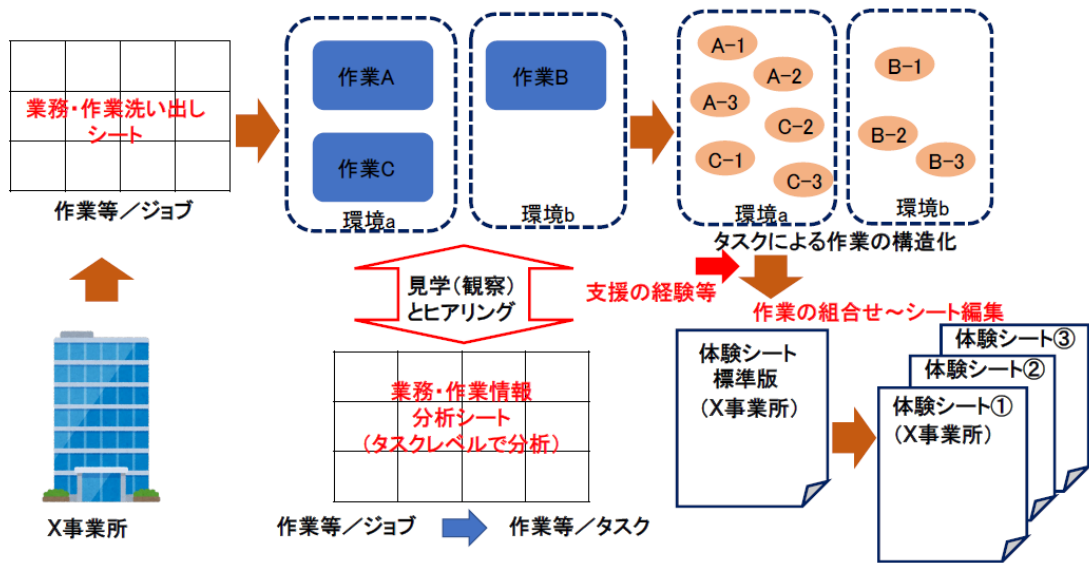 業務・作業洗い出し
シート
作業等／ジョブ
X事業所
作業A
作業C
環境a
作業B
環境b
見学(観察)
とヒアリング
業務・作業情報
分析シート
(タスクレベルで分析)
作業等／ジョブ
作業等／タスク
A-1
A-2
A-3
C-2
C-1
C-3
環境a
B-1
B-2
B-3
環境b
タスクによる作業の構造化
支援の経験等
作業の組合せ～シート編集
体験シート
標準版
(X事業所)
体験シート③
体験シート②
体験シート①
(X事業所)